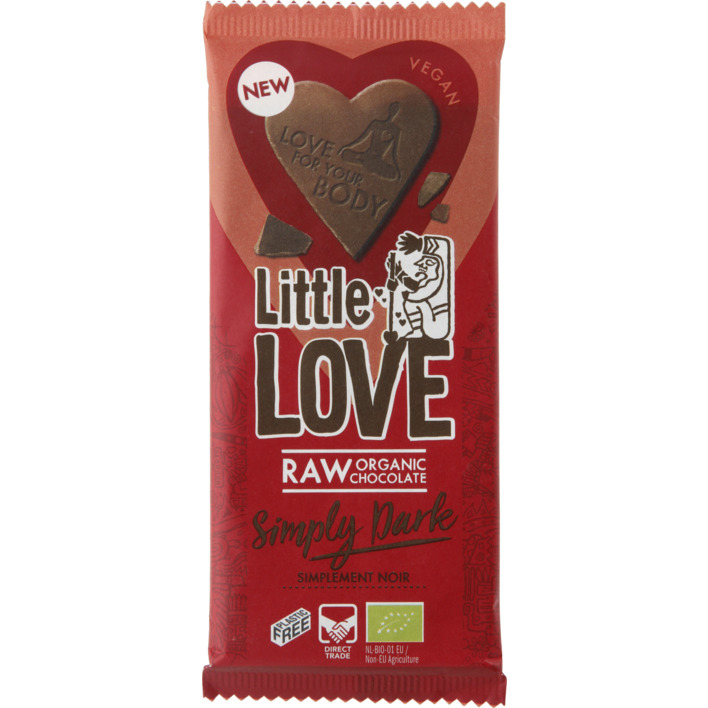 NEW
VEGAN
LOVE
FOR YOUR
BODY
Little
LOVE
RAW ORGANIC
CHOCOLATE
Simply Dark
SIMPLEMENT NOIR
PLASTIC
FREE
DIRECT
TRADE
NL-BIO-01 EU /
Non-EU Agriculture